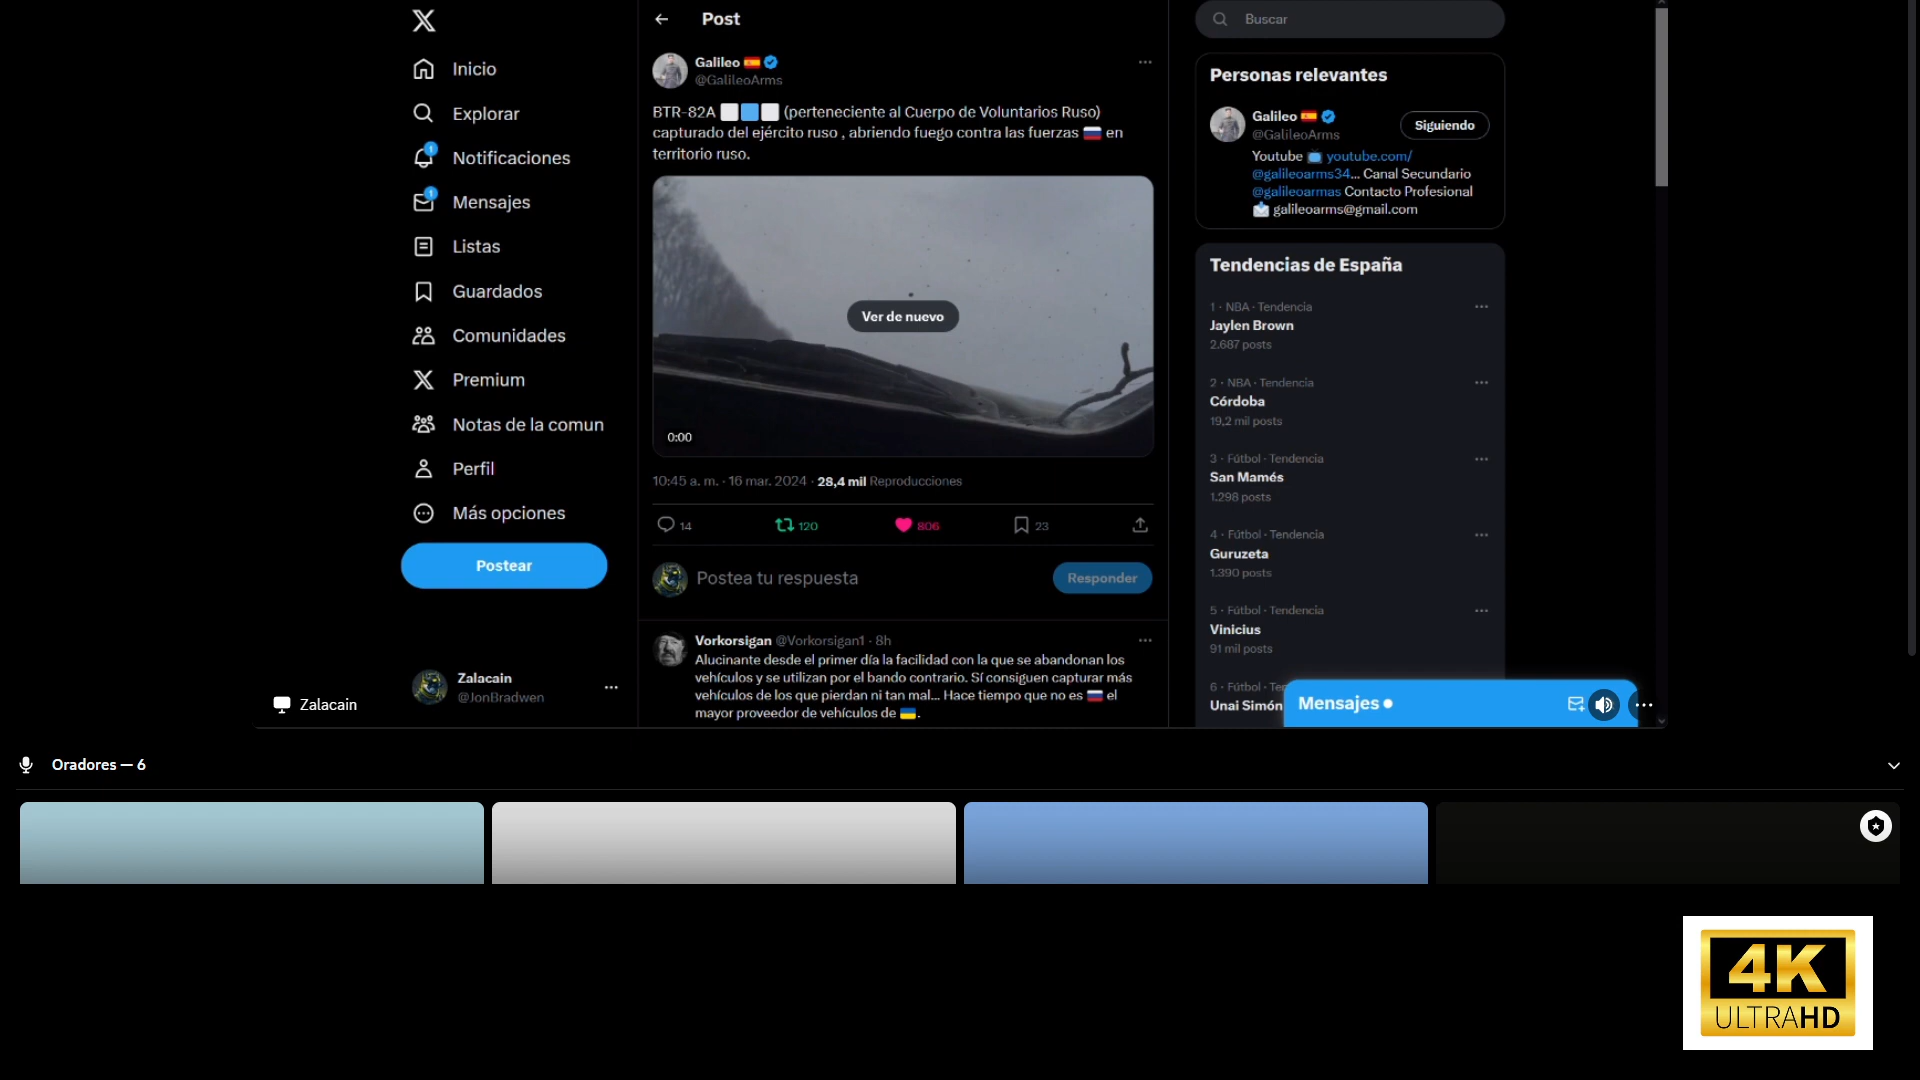 Inicio
Explorar
1
Notificaciones
1
Mensajes
Listas
Guardados
Comunidades
Premium
Notas de la comun
Perfil
Más opciones
Postear
Zalacain
@JonBradwen
Zalacain
Post
Galileo
@GalileoArms
BTR-82A (perteneciente al Cuerpo de Voluntarios Ruso)
capturado del ejército ruso , abriendo fuego contra las fuerzas en
territorio ruso.
Ver de nuevo
0:00
10:45 a. m. · 16 mar. 2024 · 28,4 mil Reproducciones
14 120 806 23
Postea tu respuesta
Responder
Vorkorsigan @Vorkorsigan1 · 8h
Alucinante desde el primer día la facilidad con la que se abandonan los
vehículos y se utilizan por el bando contrario. Sí consiguen capturar más
vehículos de los que pierdan ni tan mal... Hace tiempo que no es el
mayor proveedor de vehículos de .
Buscar
Personas relevantes
Galileo
@GalileoArms
Siguiendo
Youtube youtube.com/
@galileoarms34... Canal Secundario
@galileoarmas Contacto Profesional
galileoarms@gmail.com
Tendencias de España
1 · NBA · Tendencia
Jaylen Brown
2.687 posts
2 · NBA · Tendencia
Córdoba
19,2 mil posts
3 · Fútbol · Tendencia
San Mamés
1.298 posts
4 · Fútbol · Tendencia
Guruzeta
1.390 posts
5 · Fútbol · Tendencia
Vinicius
91 mil posts
6 · Fútbol · Ter
Unai Simón
Mensajes
Oradores — 6
4K
ULTRAHD